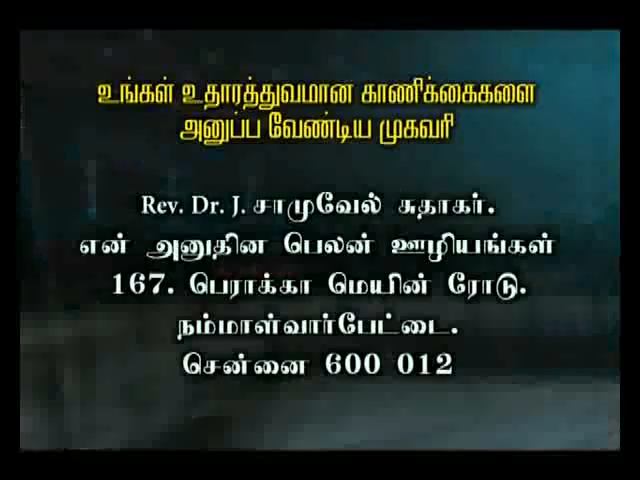 உங்கள் உதாரத்துவமான காணிக்கைகளை
அனுப்ப வேண்டிய முகவரி
Rev. Dr. J. சாமுவேல் சுதாகர்.
என் அனுதின பெலன் ஊழியங்கள்
167. பெராக்கா மெயின் ரோடு.
நம்மாள்வார்பேட்டை.
சென்னை 600 012